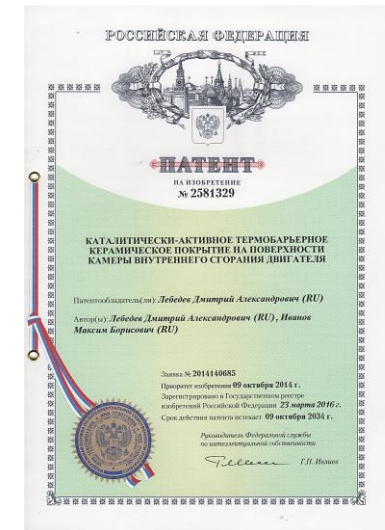 РОССИЙСКАЯ ФЕДЕРАЦИЯ
ПАТЕНТ
НА ИЗОБРЕТЕНИЕ
№ 2581329
КАТАЛИТИЧЕСКИ-АКТИВНОЕ ТЕРМОБАРЬЕРНОЕ
КЕРАМИЧЕСКОЕ ПОКРЫТИЕ НА ПОВЕРХНОСТИ
КАМЕРЫ ВНУТРЕННЕГО СГОРАНИЯ ДВИГАТЕЛЯ
Патентообладатель(ли): Лебедев Дмитрий Александрович (RU)
Автор(ы): Лебедев Дмитрий Александрович (RU), Иванов
Максим Борисович (RU)
Заявка № 2014140685
Приоритет изобретения 09 октября 2014 г.
Зарегистрировано в Государственном реестре
изобретений Российской Федерации 23 марта 2016 г.
Срок действия патента истекает 09 октября 2034 г.
Руководитель Федеральной службы
по интеллектуальной собственности
Г.П. Ивлиев